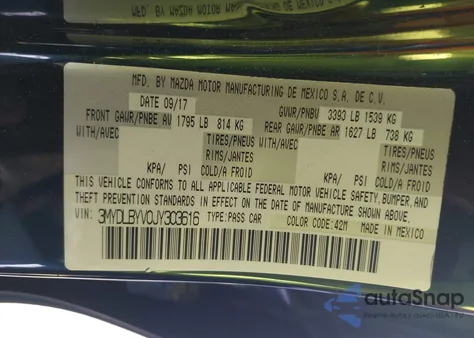 MFD. BY MAZDA MOTOR MANUFACTURING DE MEXICO S.A. DE C.V.
DATE 09/17 GVWR/PNBV 3393 LB 1539 KG
FRONT GAWR/PNBE AV 1795 LB 814 KG REAR GAWR/PNBE AR 1627 LB 738 KG
WITH/AVEC TIRES/PNEUS WITH/AVEC TIRES/PNEUS
RIMS/JANTES RIMS/JANTES
KPA/ PSI COLD/A FROID KPA/ PSI COLD/A FROID
THIS VEHICLE CONFORMS TO ALL APPLICABLE FEDERAL MOTOR VEHICLE SAFETY, BUMPER, AND
THEFT PREVENTION STANDARDS IN EFFECT ON THE DATE OF MANUFACTURE SHOWN ABOVE.
VIN: 3MYDLBYV0JY303616 TYPE:PASS CAR COLOR CODE:42M MADE IN MEXICO
autoSnap